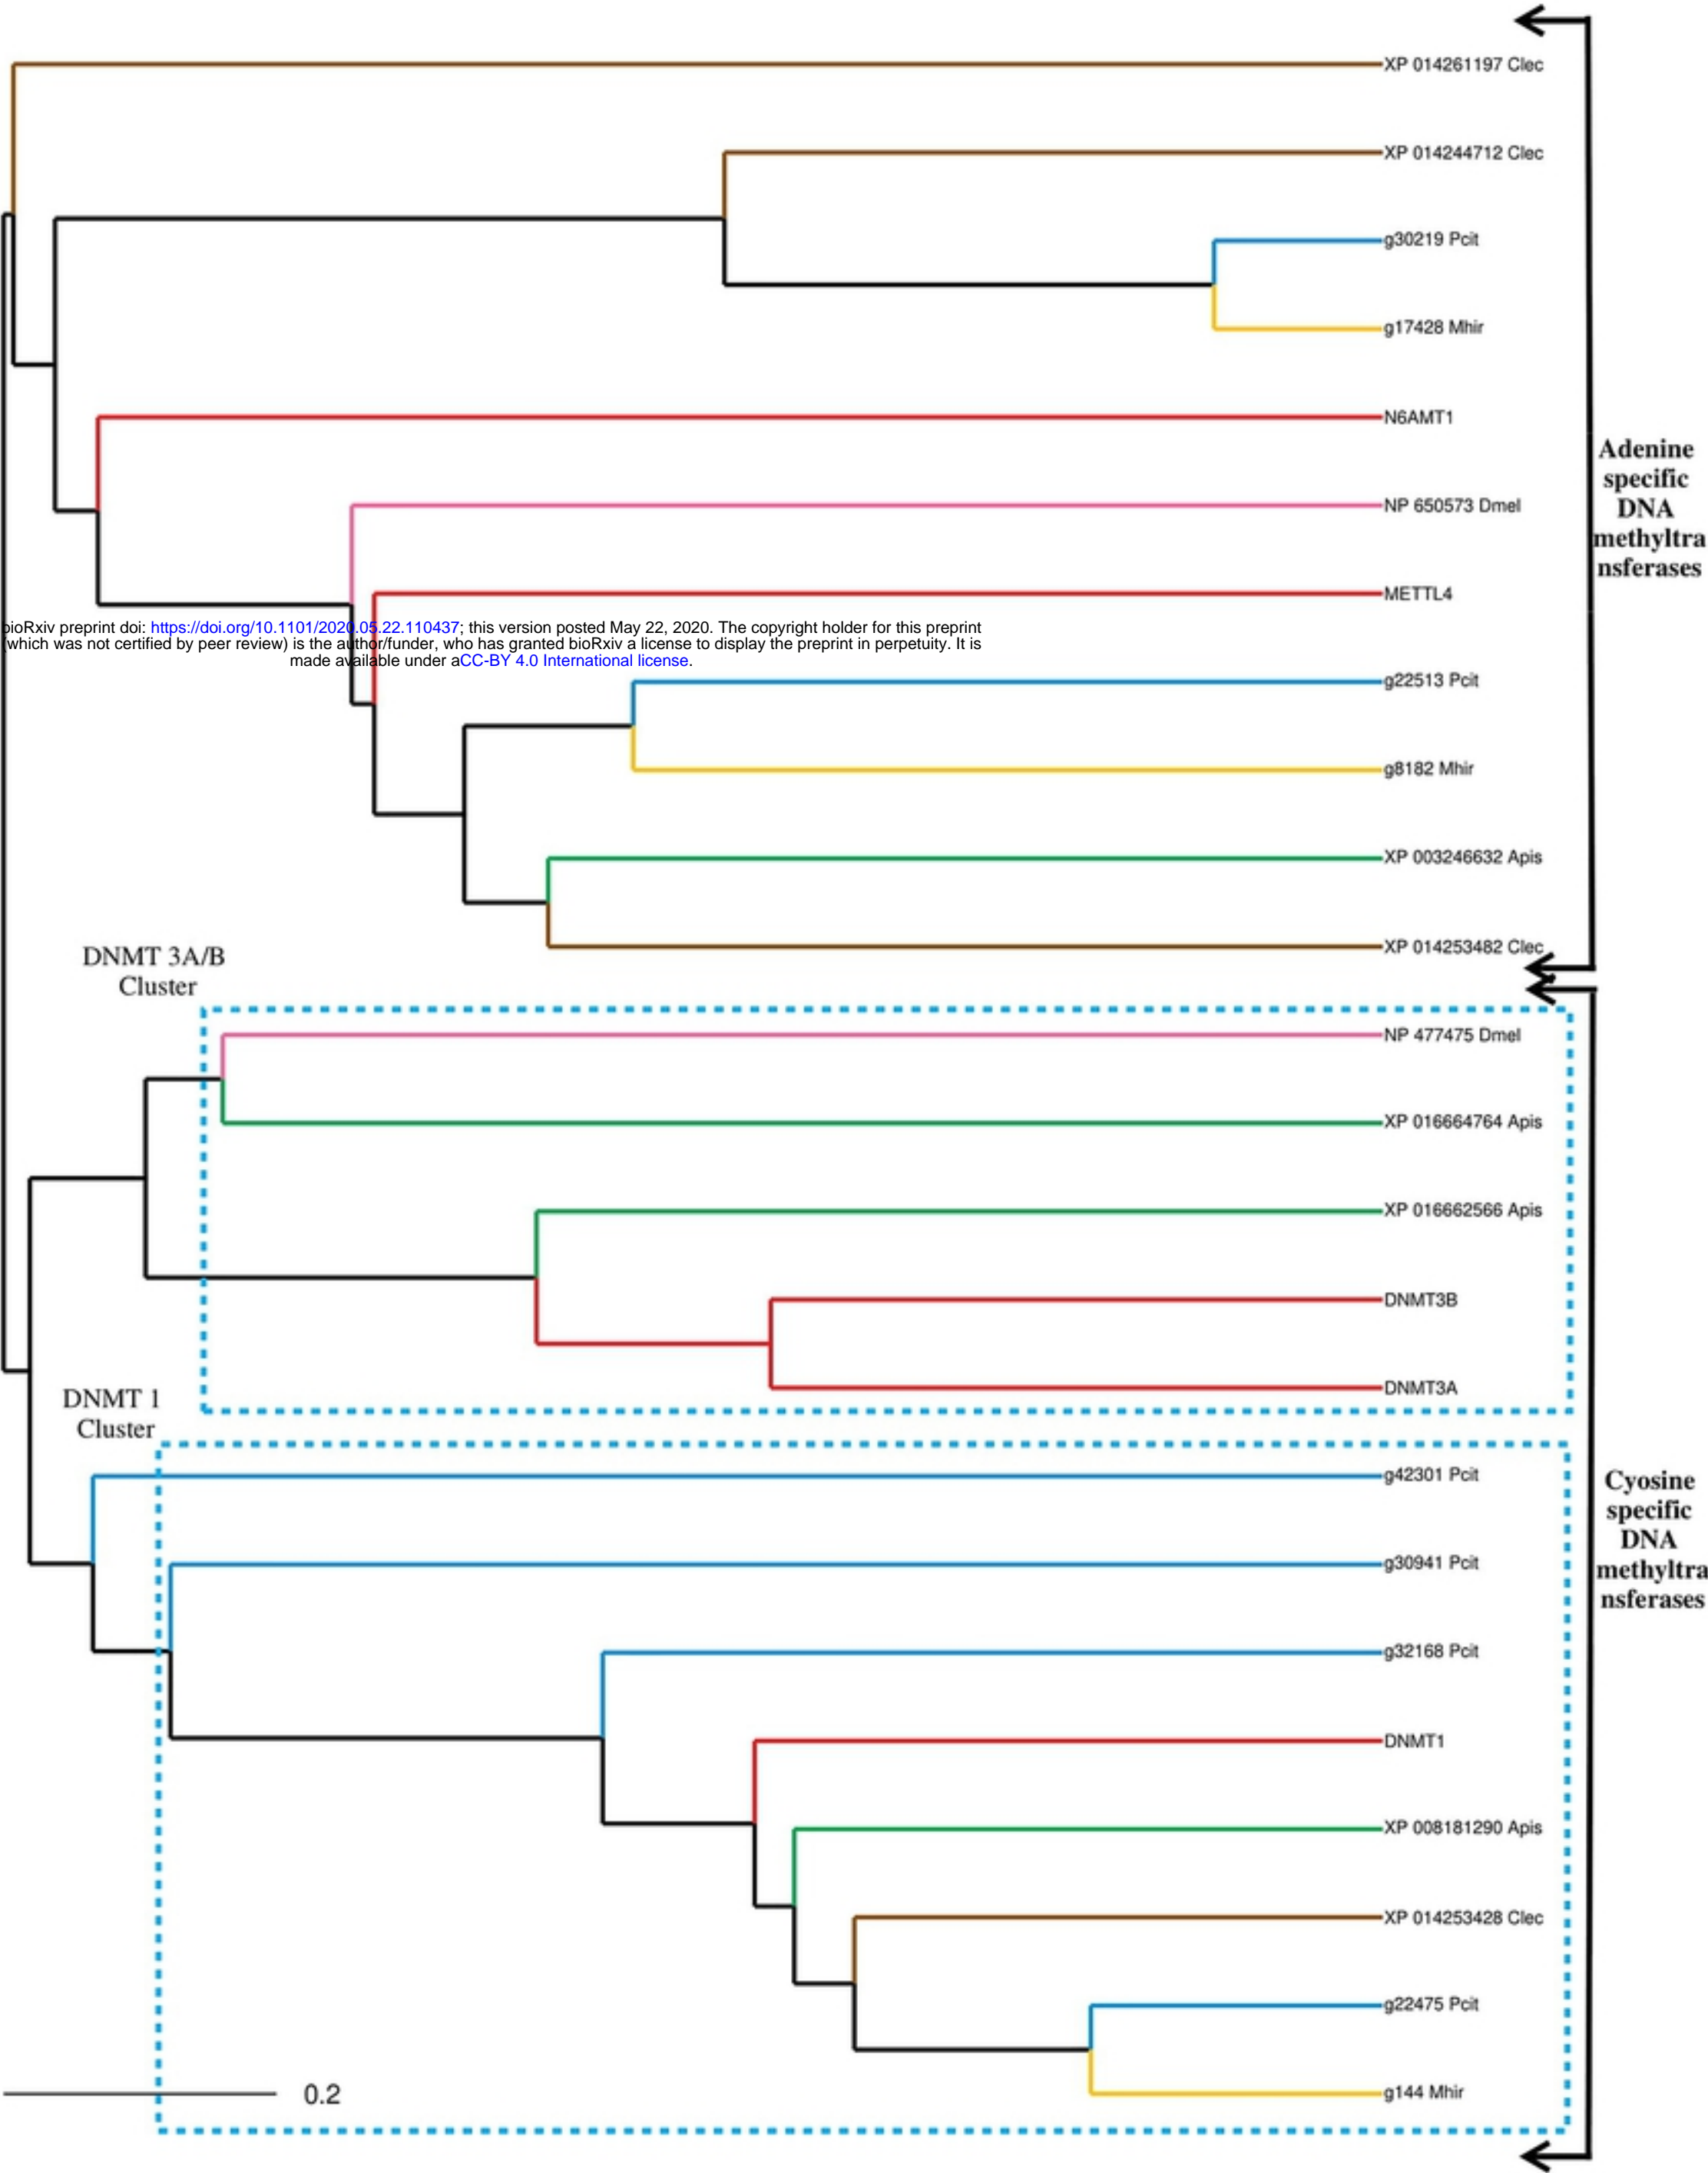 XP 014261197 Clec
XP 014244712 Clec
g30219 Pcit
g17428 Mhir
N6AMT1
Adenine
specific
DNA
methyltra
nsferases
NP 650573 Dmel
METTL4
bioRxiv preprint doi: https://doi.org/10.1101/2020.05.22.110437; this version posted May 22, 2020. The copyright holder for this preprint
(which was not certified by peer review) is the author/funder, who has granted bioRxiv a license to display the preprint in perpetuity. It is
made available under aCC-BY 4.0 International license.
g22513 Pcit
g8182 Mhir
XP 003246632 Apis
XP 014253482 Clec
DNMT 3A/B
Cluster
NP 477475 Dmel
XP 016664764 Apis
XP 016662566 Apis
DNMT3B
DNMT3A
DNMT 1
Cluster
g42301 Pcit
Cyosine
specific
DNA
methyltra
nsferases
g30941 Pcit
g32168 Pcit
DNMT1
XP 008181290 Apis
XP 014253428 Clec
g22475 Pcit
g144 Mhir
0.2